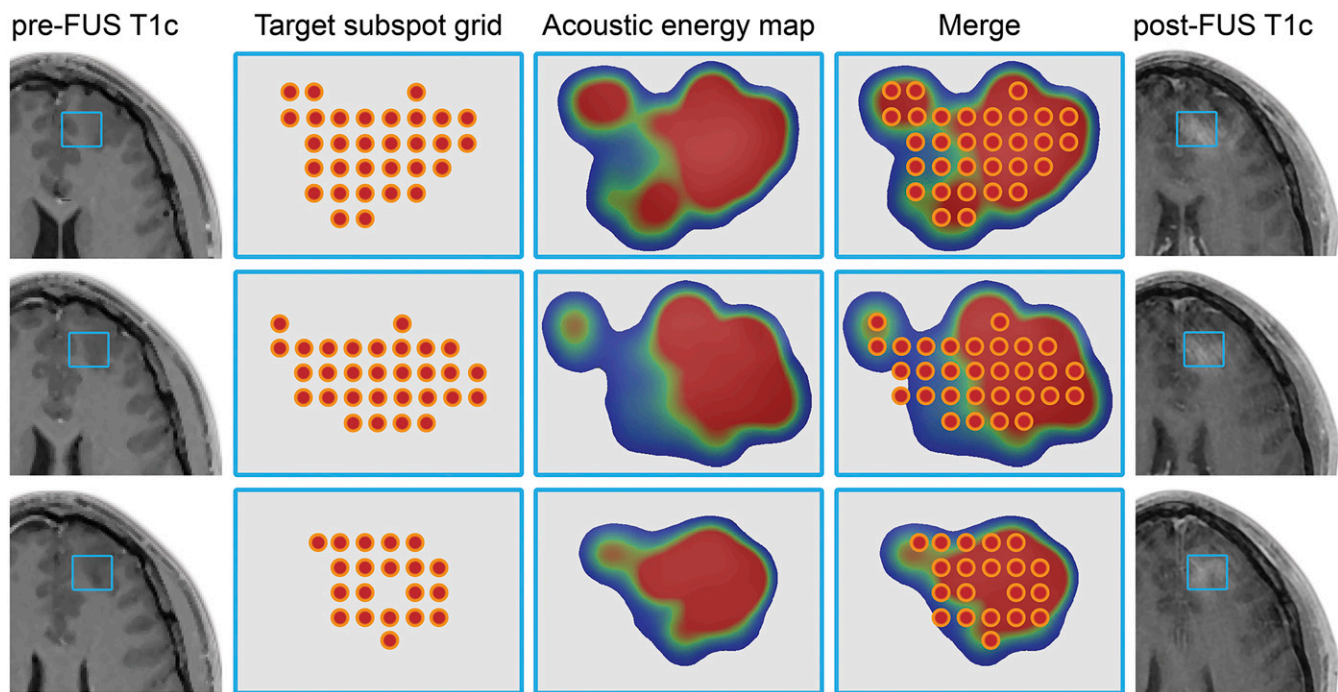 pre-FUS T1c
Target subspot grid
Acoustic energy map
Merge
post-FUS T1c